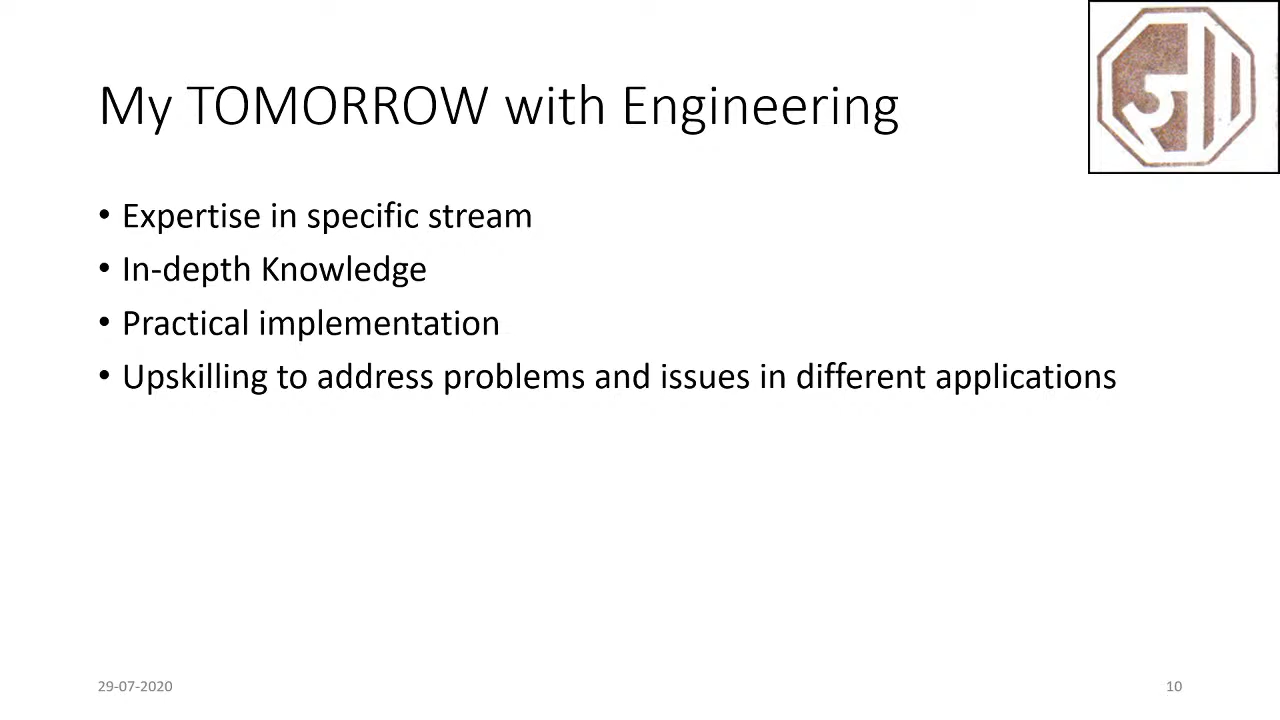 My TOMORROW with Engineering
• Expertise in specific stream
• In-depth Knowledge
• Practical implementation
• Upskilling to address problems and issues in different applications
29-07-2020
10